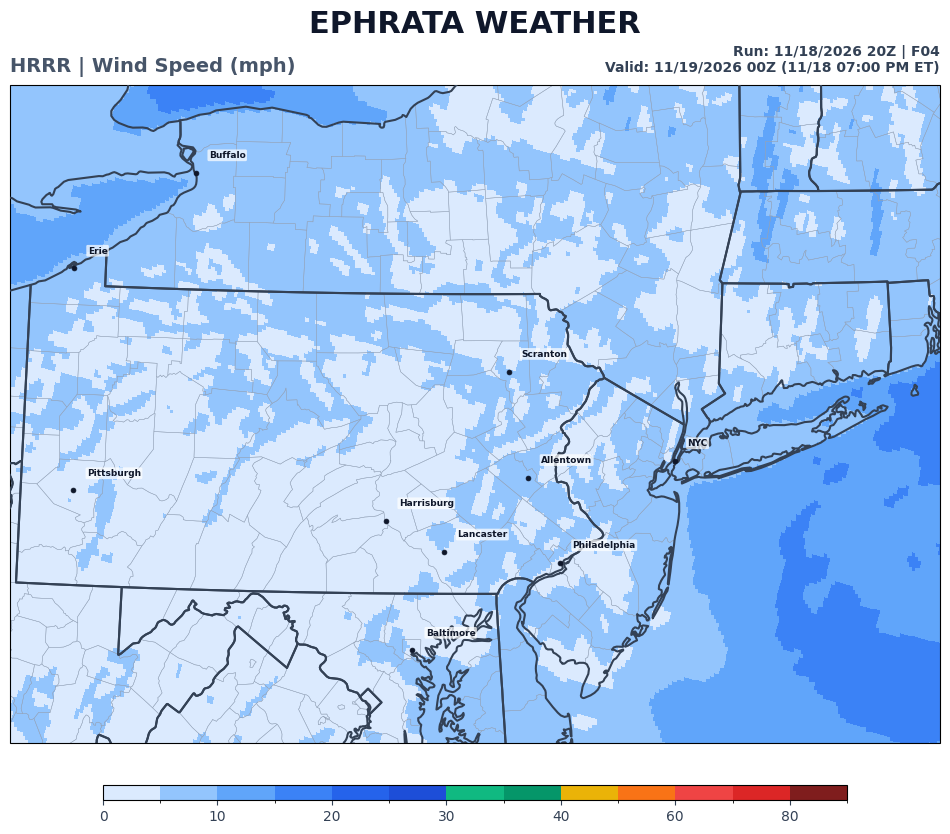 EPHRATA WEATHER
HRRR | Wind Speed (mph)
Run: 11/18/2026 20Z | F04
Valid: 11/19/2026 00Z (11/18 07:00 PM ET)
Buffalo
Erie
Scranton
NYC
Allentown
Pittsburgh
Harrisburg
Lancaster
Philadelphia
Baltimore
0 10 20 30 40 50 60 70 80